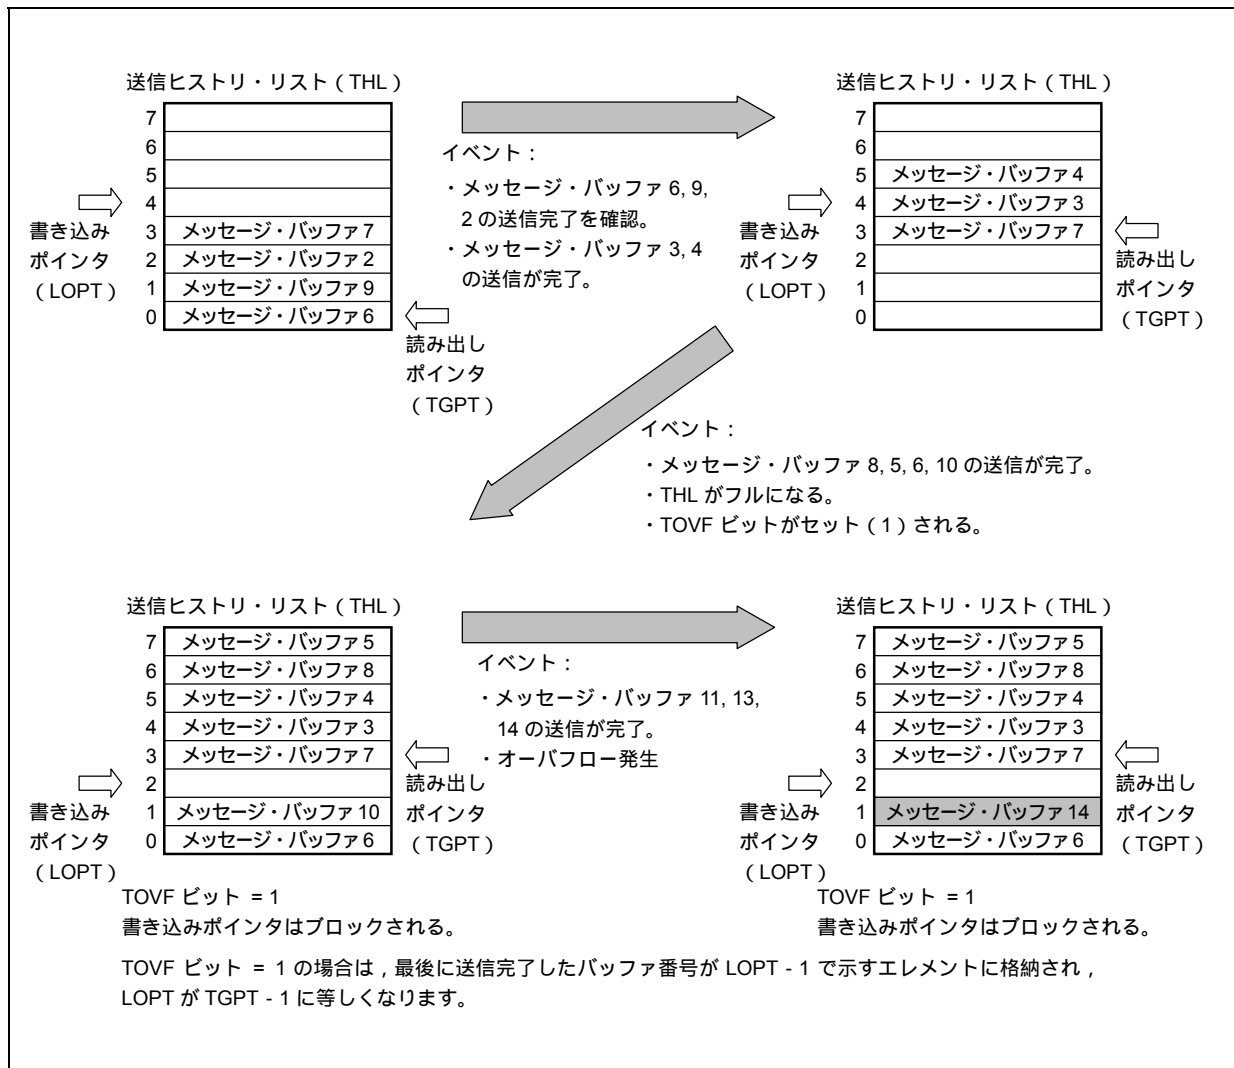 送信ヒストリ・リスト ( THL )
7
6
5
4
3 メッセージ・バッファ 7
2 メッセージ・バッファ 2
1 メッセージ・バッファ 9
0 メッセージ・バッファ 6
書き込み
ポインタ
( LOPT )
読み出し
ポインタ
( TGPT )
イベント :
・メッセージ・バッファ 6, 9,
2 の送信完了を確認。
・メッセージ・バッファ 3, 4
の送信が完了。
送信ヒストリ・リスト ( THL )
7
6
5 メッセージ・バッファ 4
4 メッセージ・バッファ 3
3 メッセージ・バッファ 7
2
1
0
書き込み
ポインタ
( LOPT )
読み出し
ポインタ
( TGPT )
イベント :
・メッセージ・バッファ 8, 5, 6, 10 の送信が完了。
・THL がフルになる。
・TOVF ビットがセット ( 1 ) される。
送信ヒストリ・リスト ( THL )
7 メッセージ・バッファ 5
6 メッセージ・バッファ 8
5 メッセージ・バッファ 4
4 メッセージ・バッファ 3
3 メッセージ・バッファ 7
2
1 メッセージ・バッファ 10
0 メッセージ・バッファ 6
書き込み
ポインタ
( LOPT )
読み出し
ポインタ
( TGPT )
TOVF ビット = 1
書き込みポインタはブロックされる。
イベント :
・メッセージ・バッファ 11, 13,
14 の送信が完了。
・オーバフロー発生
送信ヒストリ・リスト ( THL )
7 メッセージ・バッファ 5
6 メッセージ・バッファ 8
5 メッセージ・バッファ 4
4 メッセージ・バッファ 3
3 メッセージ・バッファ 7
2
1 メッセージ・バッファ 14
0 メッセージ・バッファ 6
書き込み
ポインタ
( LOPT )
読み出し
ポインタ
( TGPT )
TOVF ビット = 1
書き込みポインタはブロックされる。
TOVF ビット = 1 の場合は , 最後に送信完了したバッファ番号が LOPT - 1 で示すエレメントに格納され ,
LOPT が TGPT - 1 に等しくなります。